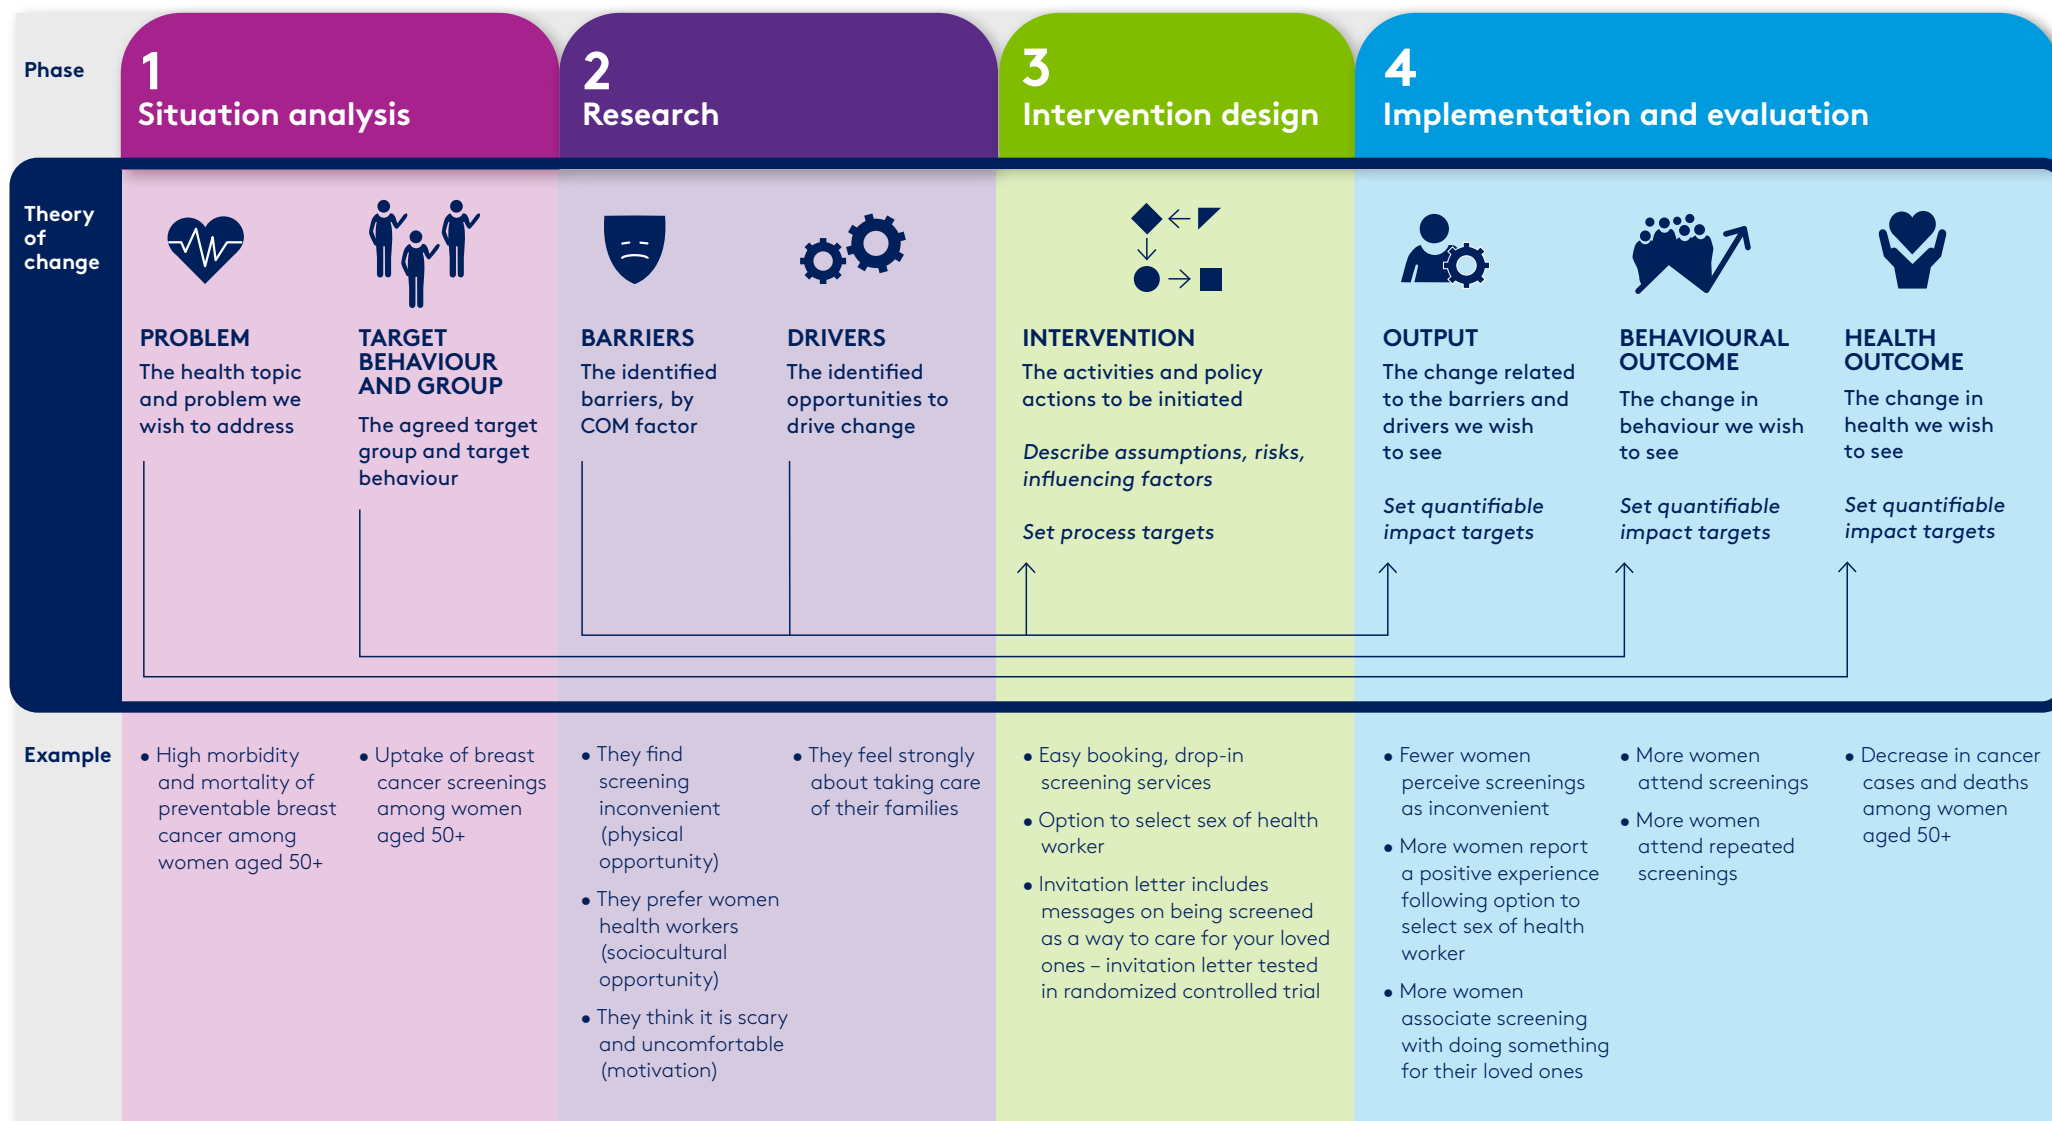 Phase
1
Situation analysis
2
Research
3
Intervention design
4
Implementation and evaluation
Theory
of
change
PROBLEM
The health topic
and problem we
wish to address
TARGET
BEHAVIOUR
AND GROUP
The agreed target
group and target
behaviour
BARRIERS
The identified
barriers, by
COM factor
DRIVERS
The identified
opportunities to
drive change
INTERVENTION
The activities and policy
actions to be initiated
Describe assumptions, risks,
influencing factors
Set process targets
OUTPUT
The change related
to the barriers and
drivers we wish
to see
Set quantifiable
impact targets
BEHAVIOURAL
OUTCOME
The change in
behaviour we wish
to see
Set quantifiable
impact targets
HEALTH
OUTCOME
The change in
health we wish
to see
Set quantifiable
impact targets
Example
• High morbidity
and mortality of
preventable breast
cancer among
women aged 50+
• Uptake of breast
cancer screenings
among women
aged 50+
• They find
screening
inconvenient
(physical
opportunity)
• They prefer women
health workers
(sociocultural
opportunity)
• They think it is scary
and uncomfortable
(motivation)
• They feel strongly
about taking care
of their families
• Easy booking, drop-in
screening services
• Option to select sex of health
worker
• Invitation letter includes
messages on being screened
as a way to care for your loved
ones – invitation letter tested
in randomized controlled trial
• Fewer women
perceive screenings
as inconvenient
• More women report
a positive experience
following option to
select sex of health
worker
• More women
associate screening
with doing something
for their loved ones
• More women
attend screenings
• More women
attend repeated
screenings
• Decrease in cancer
cases and deaths
among women
aged 50+